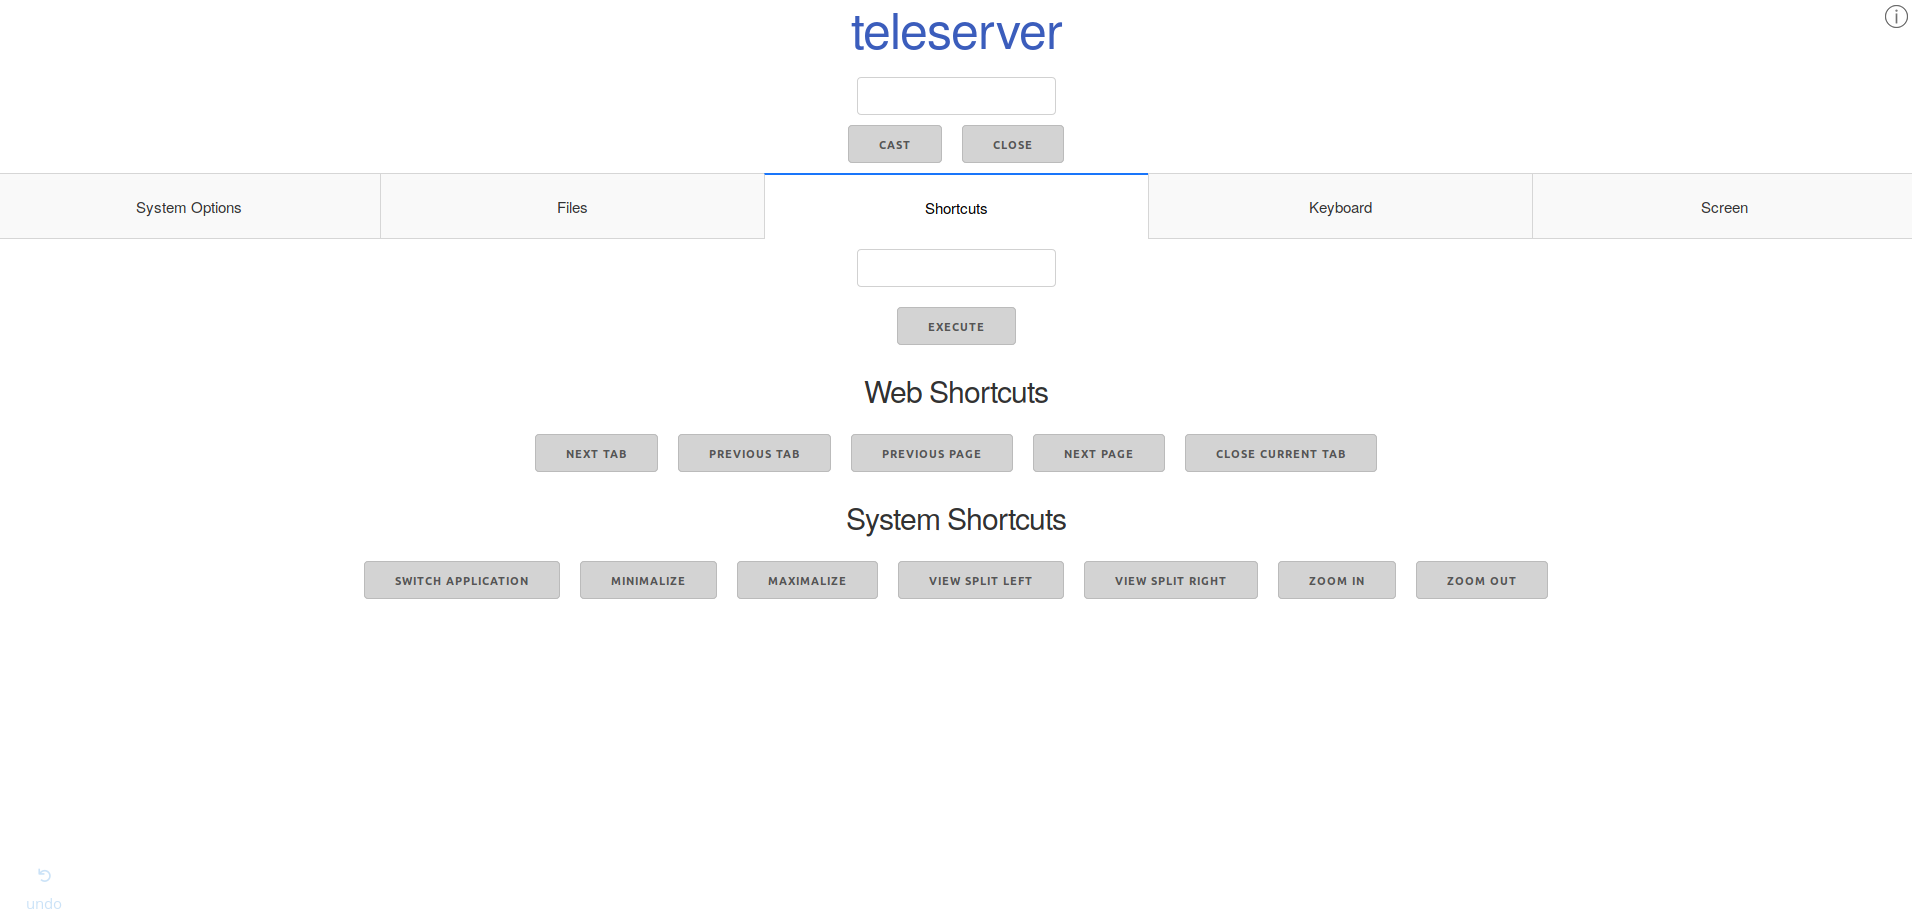 teleserver
CAST CLOSE
System Options Files Shortcuts Keyboard Screen
EXECUTE
Web Shortcuts
NEXT TAB PREVIOUS TAB PREVIOUS PAGE NEXT PAGE CLOSE CURRENT TAB
System Shortcuts
SWITCH APPLICATION MINIMALIZE MAXIMALIZE VIEW SPLIT LEFT VIEW SPLIT RIGHT ZOOM IN ZOOM OUT
undo